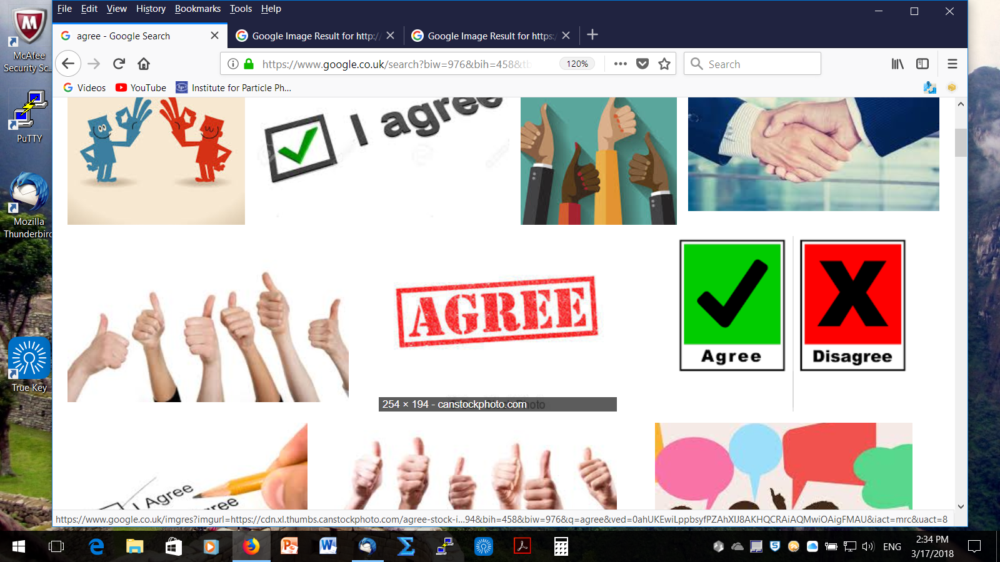 File Edit View History Bookmarks Tools Help
agree - Google Search
Google Image Result for http://
Google Image Result for https:
https://www.google.co.uk/search?biw=976&bih=458&tb
120%
Search
Videos
YouTube
Institute for Particle Ph...
McAfee
Security Sc...
PuTTY
Mozilla
Thunderbird
True Key
I agree
AGREE
Agree
Disagree
254 × 194 - canstockphoto.com
I Agree
gree
https://www.google.co.uk/imgres?imgurl=https://cdn.xl.thumbs.canstockphoto.com/agree-stock-i...94&bih=458&biw=976&q=agree&ved=0ahUKEwiLppbsyfPZAhXIJ8AKHQCRAiAQMwiOAigFMAU&iact=mrc&uact=8
ENG
2:34 PM
3/17/2018